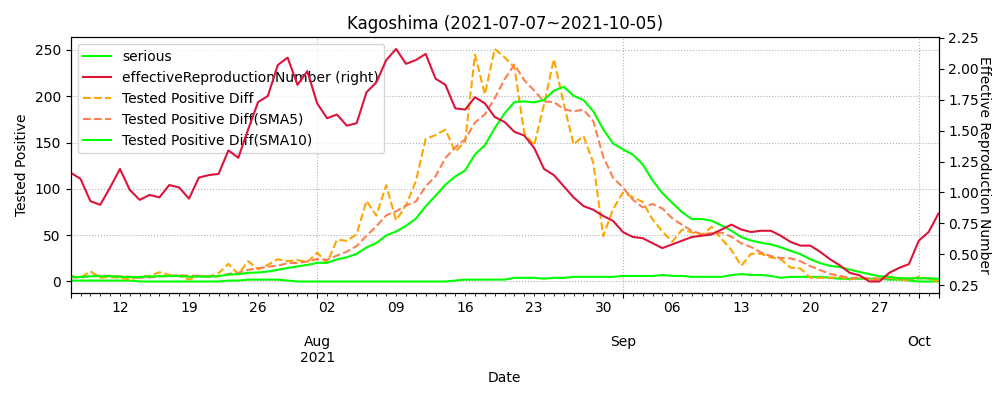 Kagoshima (2021-07-07~2021-10-05)
serious
effectiveReproductionNumber (right)
Tested Positive Diff
Tested Positive Diff(SMA5)
Tested Positive Diff(SMA10)
Tested Positive
250
200
150
100
50
0
2.25
2.00
1.75
1.50
1.25
1.00
0.75
0.50
0.25
Effective Reproduction Number
12 19 26 02 09 16 23 30 06 13 20 27
Aug Sep Oct
2021
Date